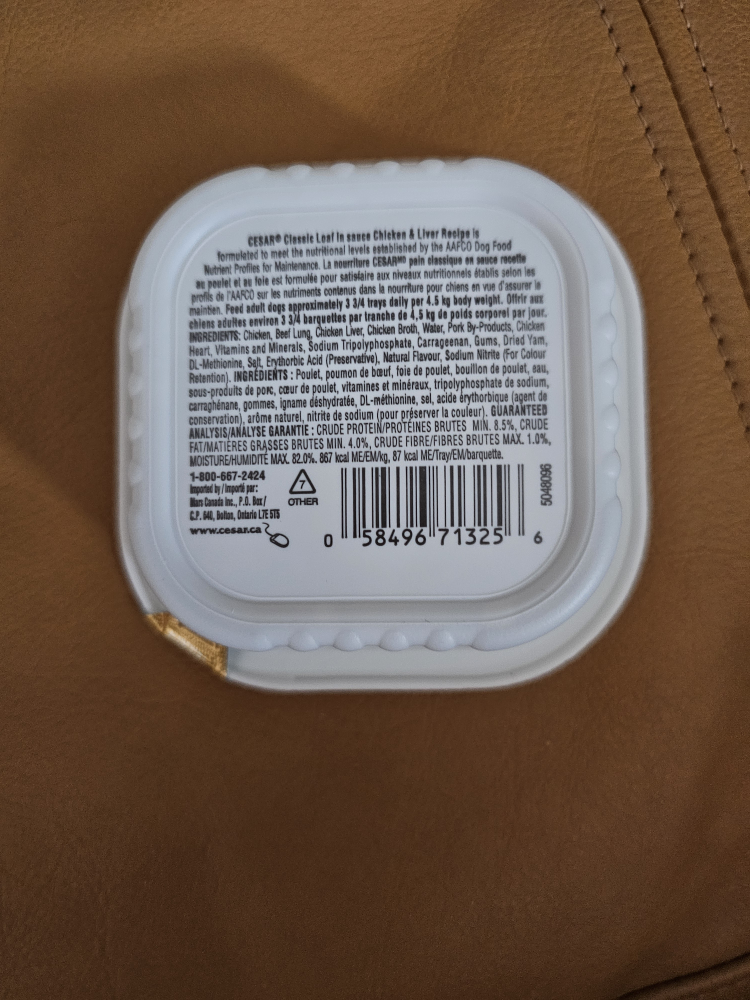 CESAR® Classic Loaf in sauce Chicken & Liver Recipe is
formulated to meet the nutritional levels established by the AAFCO Dog Food
Nutrient Profiles for Maintenance. La nourriture CESARᴹᴰ pain classique en sauce recette
au poulet et au foie est formulée pour satisfaire aux niveaux nutritionnels établis selon les
profils de l'AAFCO sur les nutriments contenus dans la nourriture pour chiens en vue d'assurer le
maintien. Feed adult dogs approximately 3 3/4 trays daily per 4.5 kg body weight. Offrir aux
chiens adultes environ 3 3/4 barquettes par tranche de 4,5 kg de poids corporel par jour.
INGREDIENTS: Chicken, Beef Lung, Chicken Liver, Chicken Broth, Water, Pork By-Products, Chicken
Heart, Vitamins and Minerals, Sodium Tripolyphosphate, Carrageenan, Gums, Dried Yam,
DL-Methionine, Salt, Erythorbic Acid (Preservative), Natural Flavour, Sodium Nitrite (For Colour
Retention). INGRÉDIENTS : Poulet, poumon de bœuf, foie de poulet, bouillon de poulet, eau,
sous-produits de porc, cœur de poulet, vitamines et minéraux, tripolyphosphate de sodium,
carraghénane, gommes, igname déshydratée, DL-méthionine, sel, acide érythorbique (agent de
conservation), arôme naturel, nitrite de sodium (pour préserver la couleur). GUARANTEED
ANALYSIS/ANALYSE GARANTIE : CRUDE PROTEIN/PROTÉINES BRUTES MIN. 8.5%, CRUDE
FAT/MATIÈRES GRASSES BRUTES MIN. 4.0%, CRUDE FIBRE/FIBRES BRUTES MAX. 1.0%,
MOISTURE/HUMIDITÉ MAX. 82.0%. 867 kcal ME/EM/kg, 87 kcal ME/Tray/EM/barquette.
1-800-667-2424
Imported by / Importé par:
Mars Canada Inc., P.O. Box /
C.P. 640, Bolton, Ontario L7E 5T5
www.cesar.ca
7
OTHER
0 58496 71325 6
5048096